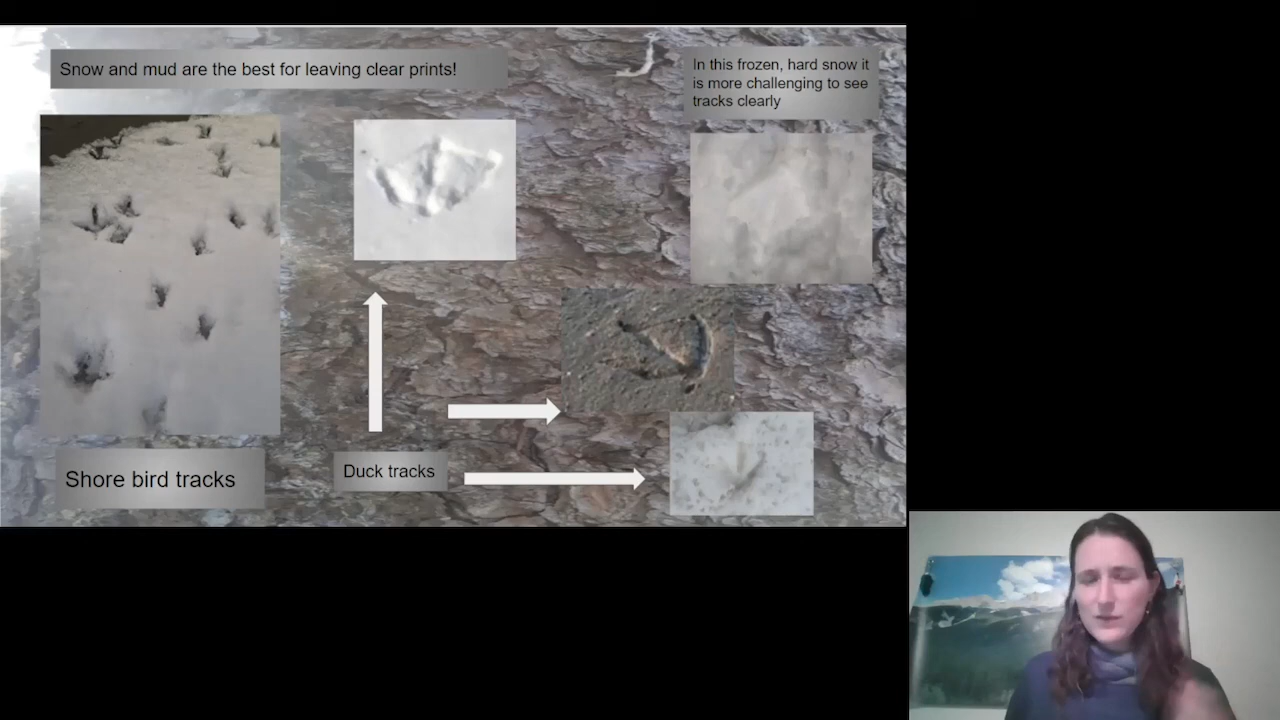 Snow and mud are the best for leaving clear prints!
In this frozen, hard snow it
is more challenging to see
tracks clearly
Shore bird tracks
Duck tracks